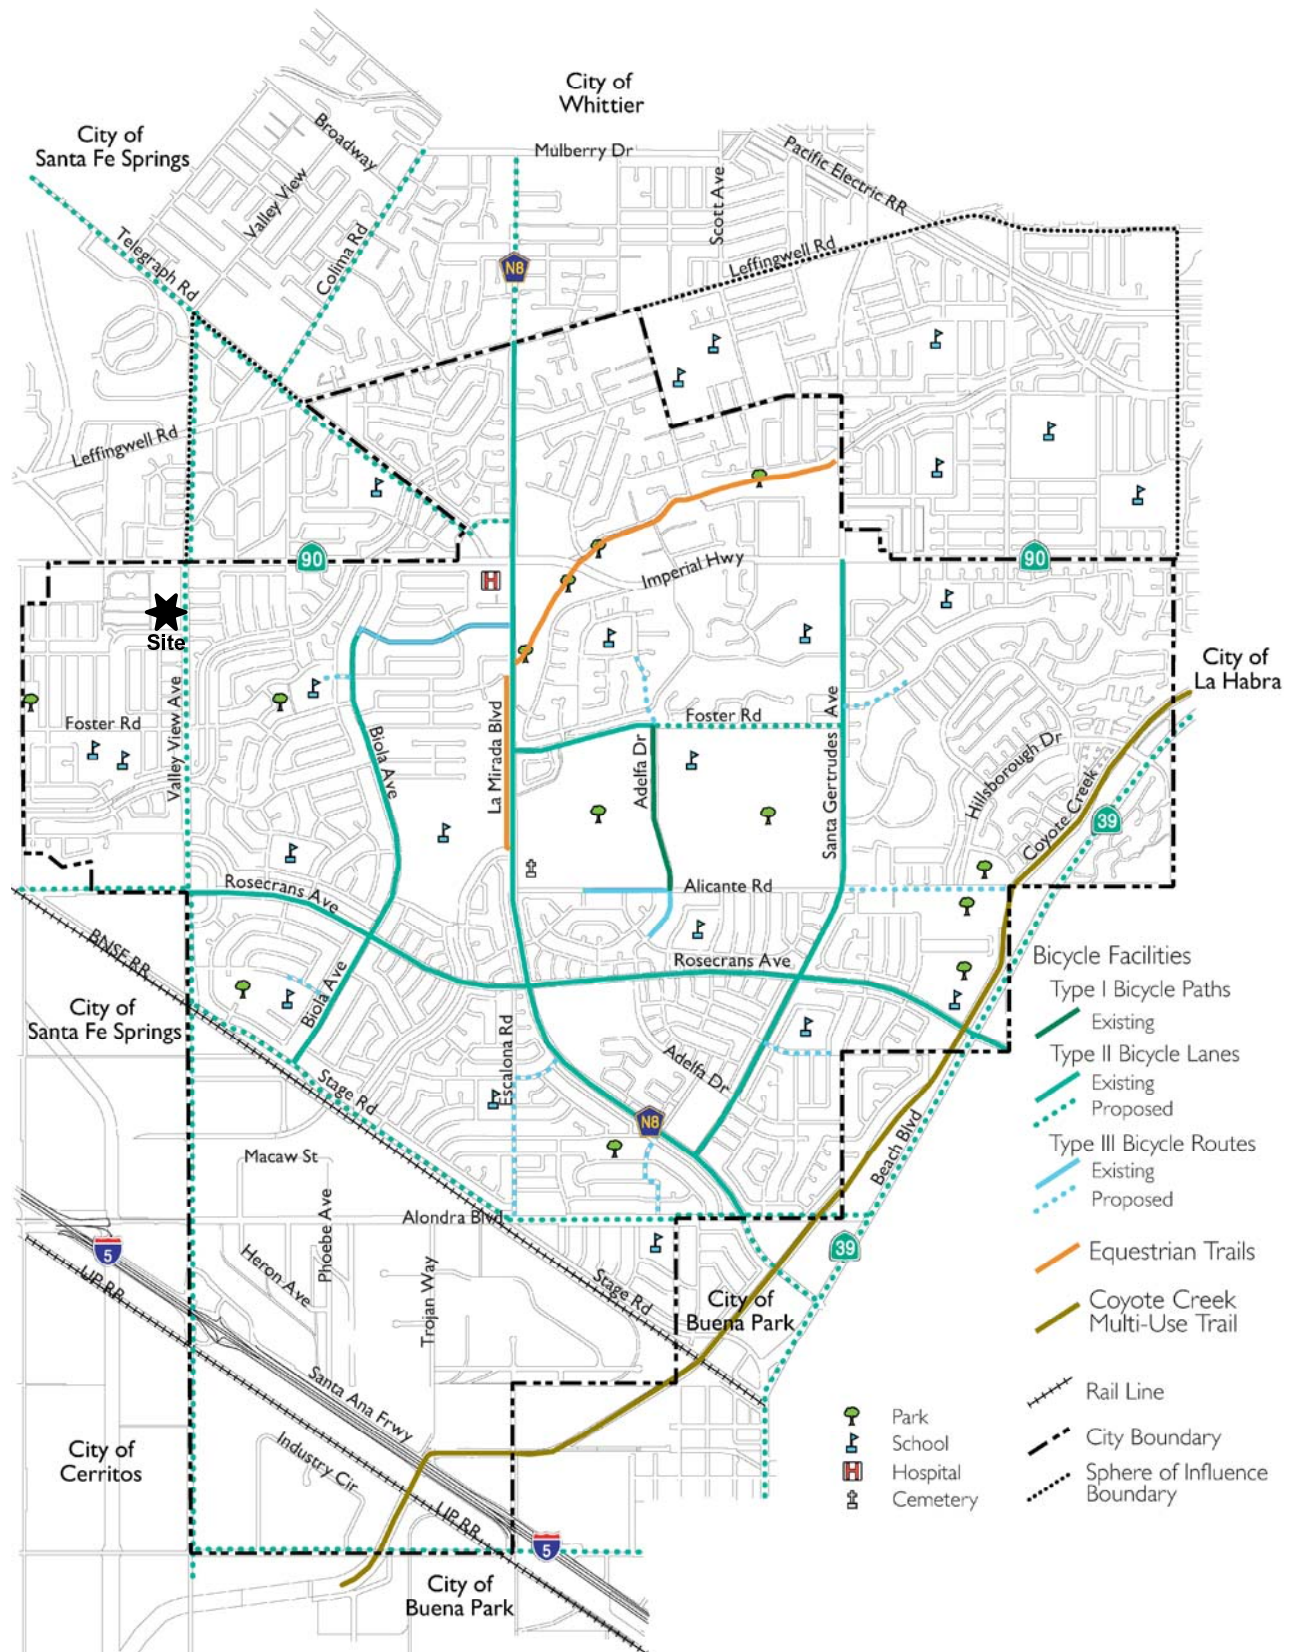 City of
Whittier
City of
Santa Fe Springs
Broadway
Mulberry Dr
Pacific Electric RR
Valley View
Scott Ave
Colima Rd
Telegraph Rd
Leffingwell Rd
N8
Leffingwell Rd
90
90
Imperial Hwy
H
Site
City of
La Habra
Foster Rd
Foster Rd
Valley View Ave
Biola Ave
La Mirada Blvd
Adelfa Dr
Santa Gertrudes Ave
Hillsborough Dr
Coyote Creek
39
Rosecrans Ave
Alicante Rd
BNSF RR
Rosecrans Ave
City of
Santa Fe Springs
Biola Ave
Escalona Rd
Adelfa Dr
Stage Rd
N8
Beach Blvd
Macaw St
Phoebe Ave
Alondra Blvd
5
UP RR
Heron Ave
Trojan Way
Stage Rd
39
City of
Buena Park
Santa Ana Frwy
City of
Cerritos
Industry Cir
UP RR
5
City of
Buena Park
Bicycle Facilities
Type I Bicycle Paths
Existing
Type II Bicycle Lanes
Existing
Proposed
Type III Bicycle Routes
Existing
Proposed
Equestrian Trails
Coyote Creek
Multi-Use Trail
Rail Line
City Boundary
Sphere of Influence
Boundary
Park
School
H
Hospital
Cemetery